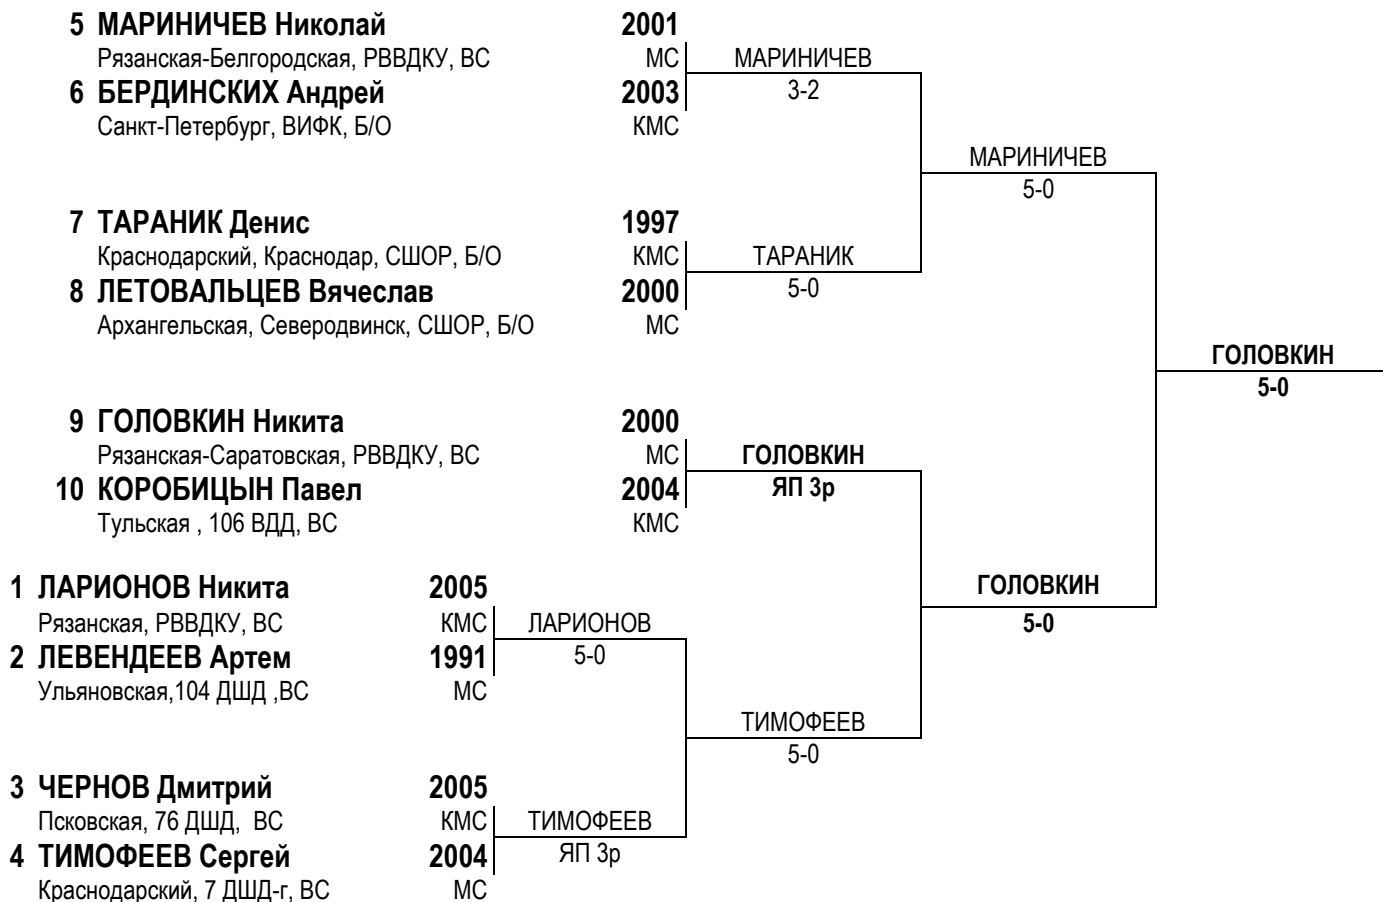 5 МАРИНИЧЕВ Николай 2001
Рязанская-Белгородская, РВВДКУ, ВС МС МАРИНИЧЕВ
6 БЕРДИНСКИХ Андрей 2003 3-2
Санкт-Петербург, ВИФК, Б/О КМС
МАРИНИЧЕВ
5-0
7 ТАРАНИК Денис 1997
Краснодарский, Краснодар, СШОР, Б/О КМС ТАРАНИК
8 ЛЕТОВАЛЬЦЕВ Вячеслав 2000 5-0
Архангельская, Северодвинск, СШОР, Б/О МС
ГОЛОВКИН
5-0
9 ГОЛОВКИН Никита 2000
Рязанская-Саратовская, РВВДКУ, ВС МС ГОЛОВКИН
10 КОРОБИЦЫН Павел 2004 ЯП 3р
Тульская , 106 ВДД, ВС КМС
1 ЛАРИОНОВ Никита 2005 ГОЛОВКИН
Рязанская, РВВДКУ, ВС КМС ЛАРИОНОВ 5-0
2 ЛЕВЕНДЕЕВ Артем 1991 5-0
Ульяновская,104 ДШД ,ВС МС
ТИМОФЕЕВ
5-0
3 ЧЕРНОВ Дмитрий 2005
Псковская, 76 ДШД, ВС КМС ТИМОФЕЕВ
4 ТИМОФЕЕВ Сергей 2004 ЯП 3р
Краснодарский, 7 ДШД-г, ВС МС